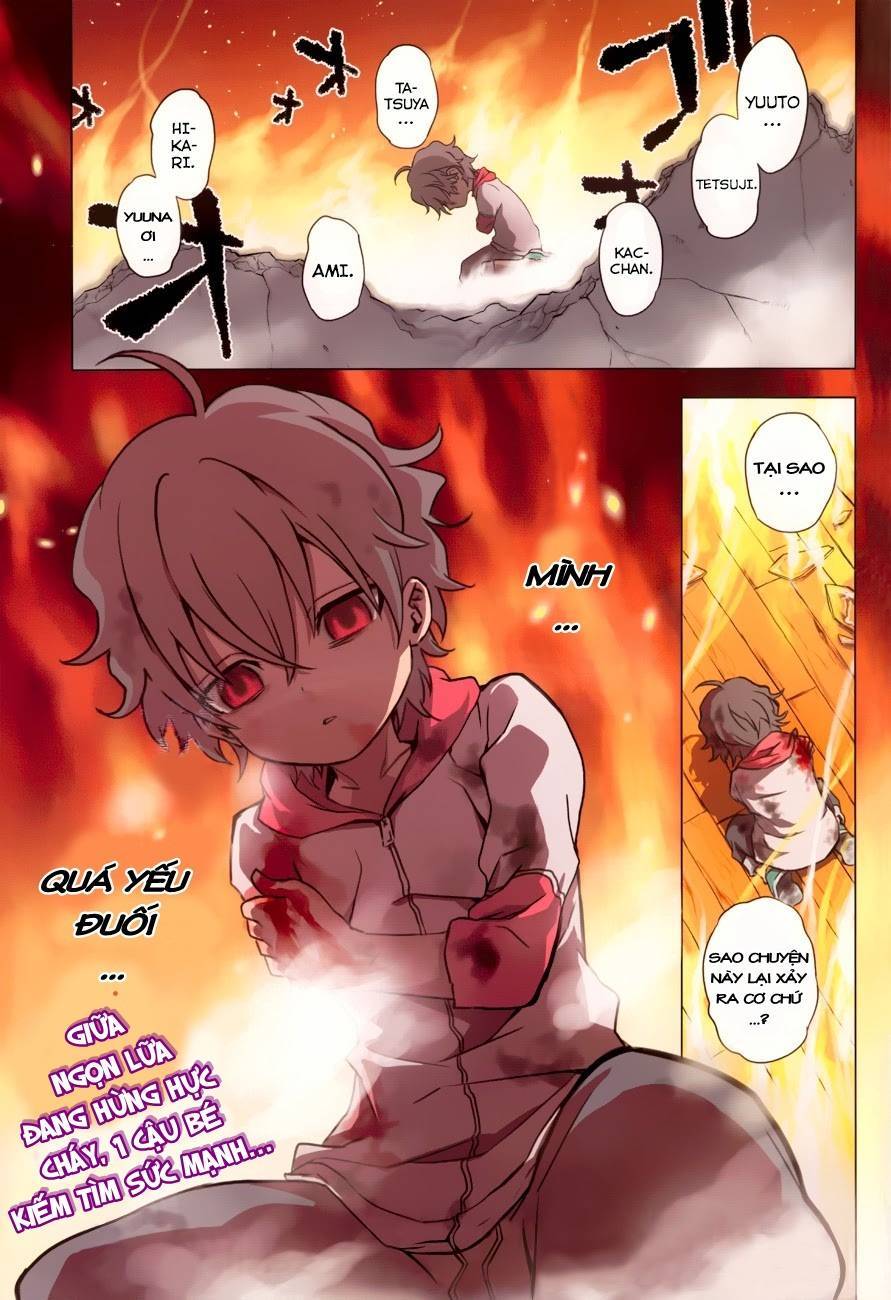 YUUTO
...
TETSUJI.
KAC-
CHAN.
TA-
TSUYA
...
AMI.
HI-
KA-
RI.
YUUNA
ƠI
...
TẠI SAO
...
SAO CHUYỆN
NÀY LẠI XẢY
RA CƠ CHỨ
...?
MÌNH
...
QUÁ YẾU
ĐUỐI
...
GIỮA
NGỌN LỬA
ĐANG HỪNG HỰC
CHÁY, 1 CẬU BÉ
KIẾM TÌM SỨC MẠNH...